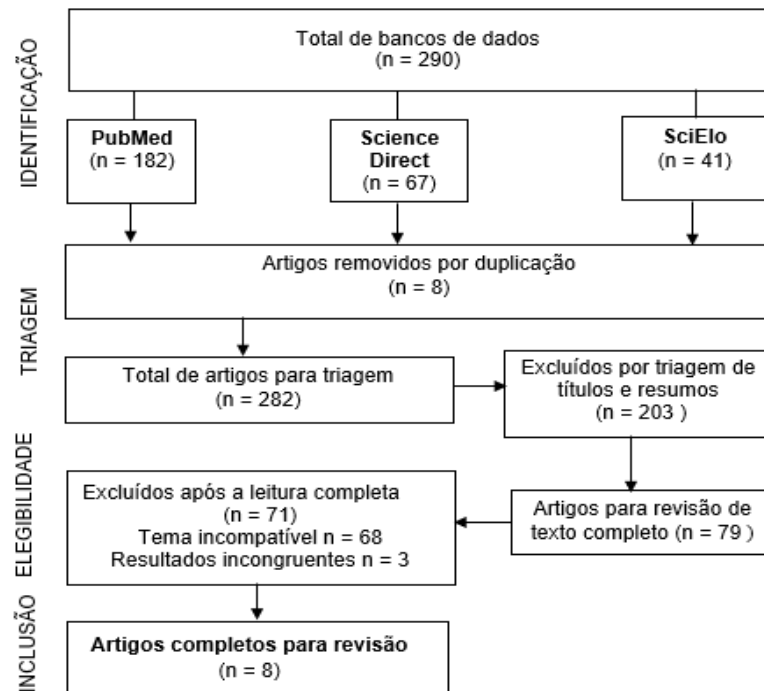 IDENTIFICAÇÃO
Total de bancos de dados
(n = 290)
PubMed
(n = 182)
Science
Direct
(n = 67)
SciElo
(n = 41)
TRIAGEM
Artigos removidos por duplicação
(n = 8)
Total de artigos para triagem
(n = 282)
Excluídos por triagem de
títulos e resumos
(n = 203 )
ELEGIBILIDADE
Artigos para revisão de
texto completo (n = 79 )
Excluídos após a leitura completa
(n = 71)
Tema incompatível n = 68
Resultados incongruentes n = 3
INCLUSÃO
Artigos completos para revisão
(n = 8)